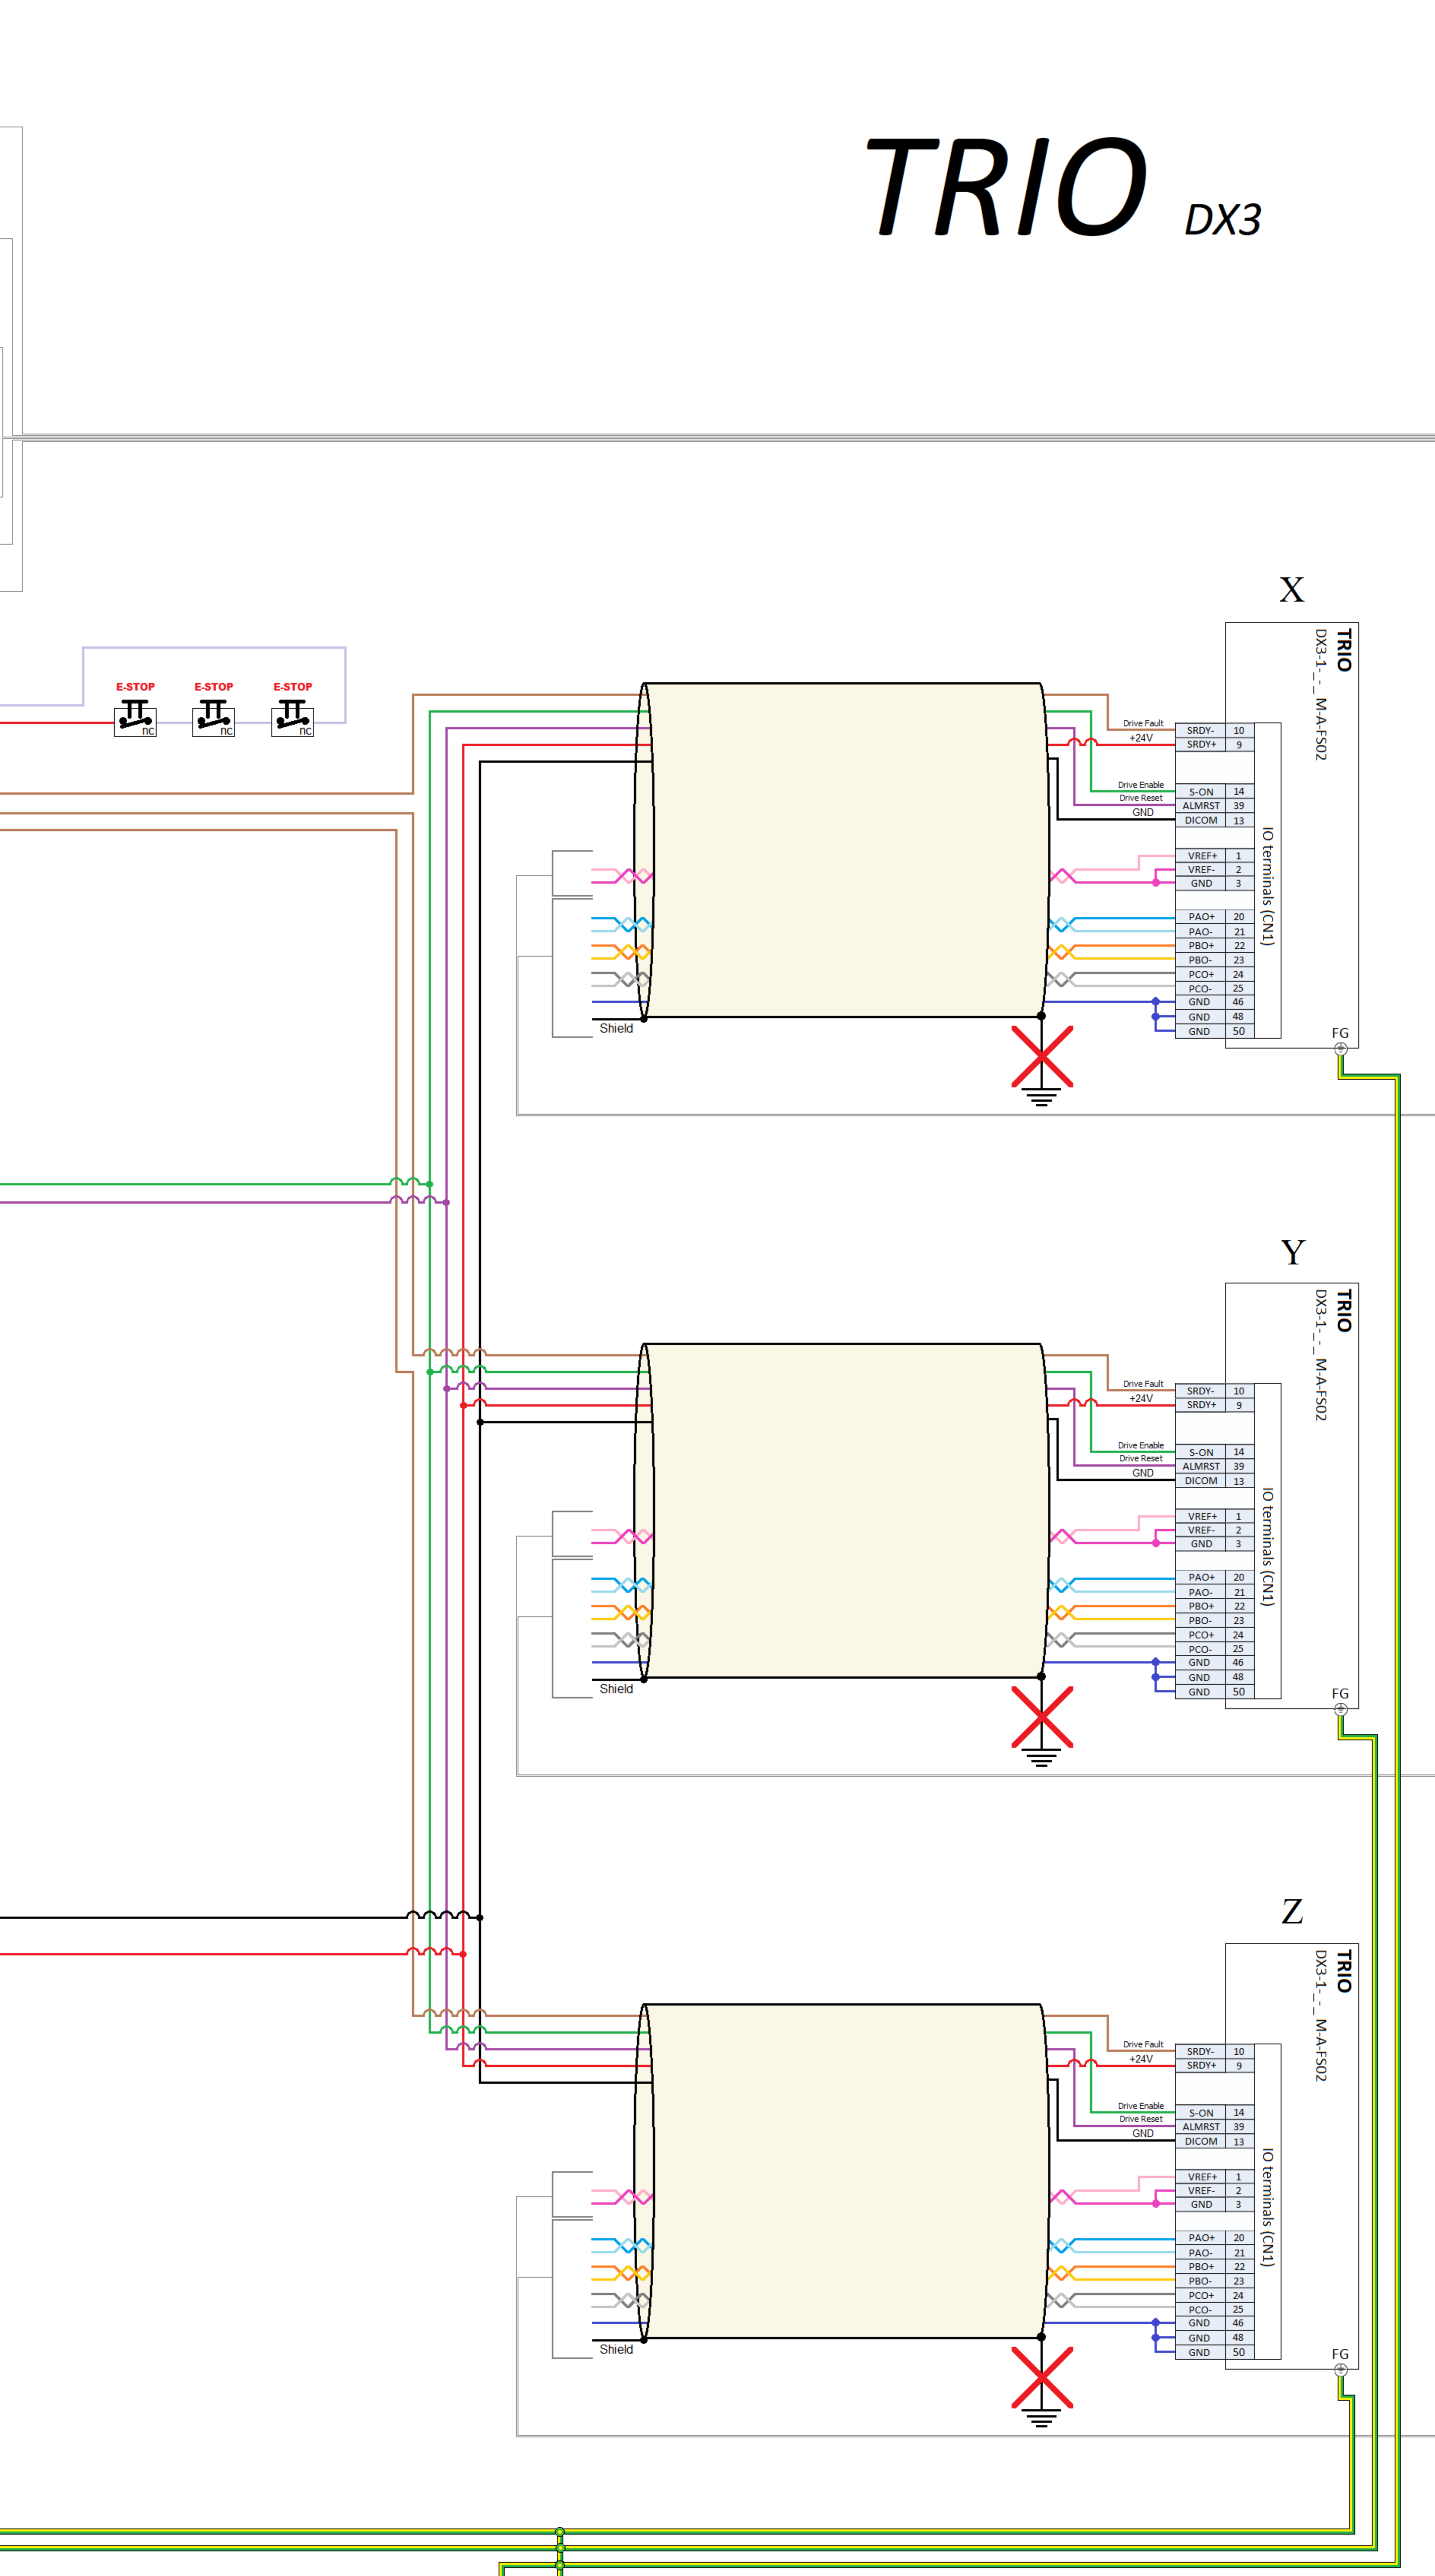 TRIO DX3
X
TRIO
DX3-1-_ -_ M-A-FS02
E-STOP E-STOP E-STOP
nc nc nc
Drive Fault SRDY- 10
+24V SRDY+ 9
Drive Enable S-ON 14
Drive Reset ALMRST 39
GND DICOM 13
IO terminals (CN1)
VREF+ 1
VREF- 2
GND 3
PAO+ 20
PAO- 21
PBO+ 22
PBO- 23
PCO+ 24
PCO- 25
GND 46
GND 48
GND 50
Shield
FG
Y
TRIO
DX3-1-_ -_ M-A-FS02
Drive Fault SRDY- 10
+24V SRDY+ 9
Drive Enable S-ON 14
Drive Reset ALMRST 39
GND DICOM 13
IO terminals (CN1)
VREF+ 1
VREF- 2
GND 3
PAO+ 20
PAO- 21
PBO+ 22
PBO- 23
PCO+ 24
PCO- 25
GND 46
GND 48
GND 50
Shield
FG
Z
TRIO
DX3-1-_ -_ M-A-FS02
Drive Fault SRDY- 10
+24V SRDY+ 9
Drive Enable S-ON 14
Drive Reset ALMRST 39
GND DICOM 13
IO terminals (CN1)
VREF+ 1
VREF- 2
GND 3
PAO+ 20
PAO- 21
PBO+ 22
PBO- 23
PCO+ 24
PCO- 25
GND 46
GND 48
GND 50
Shield
FG